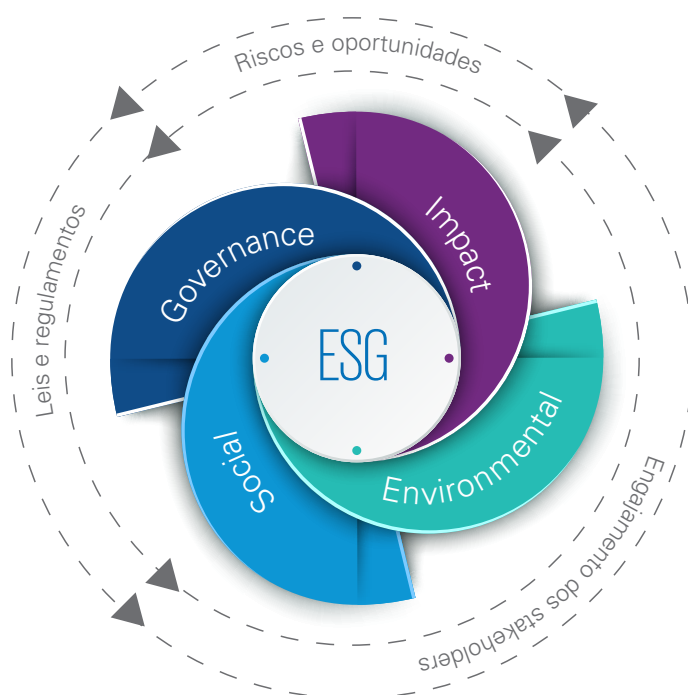 Riscos e oportunidades
Leis e regulamentos
Impact
Governance
ESG
Environmental
Social
Engajamento dos stakeholders